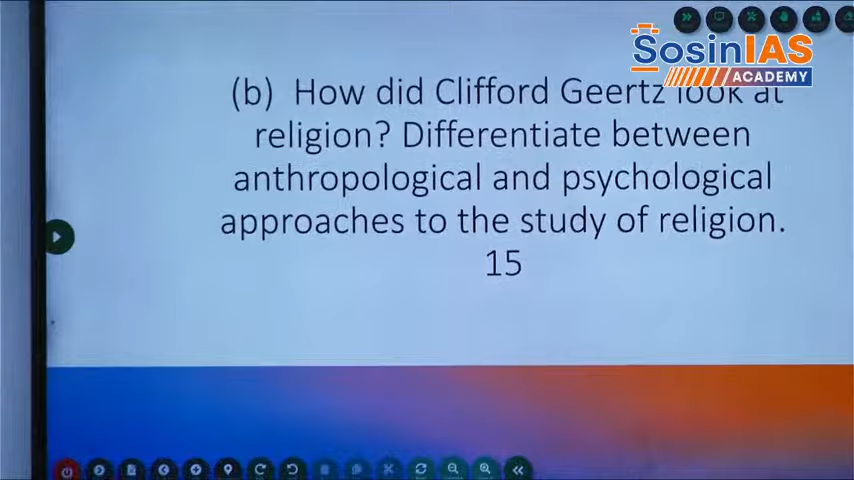 SosinIAS
ACADEMY
(b) How did Clifford Geertz look at
religion? Differentiate between
anthropological and psychological
approaches to the study of religion.
15